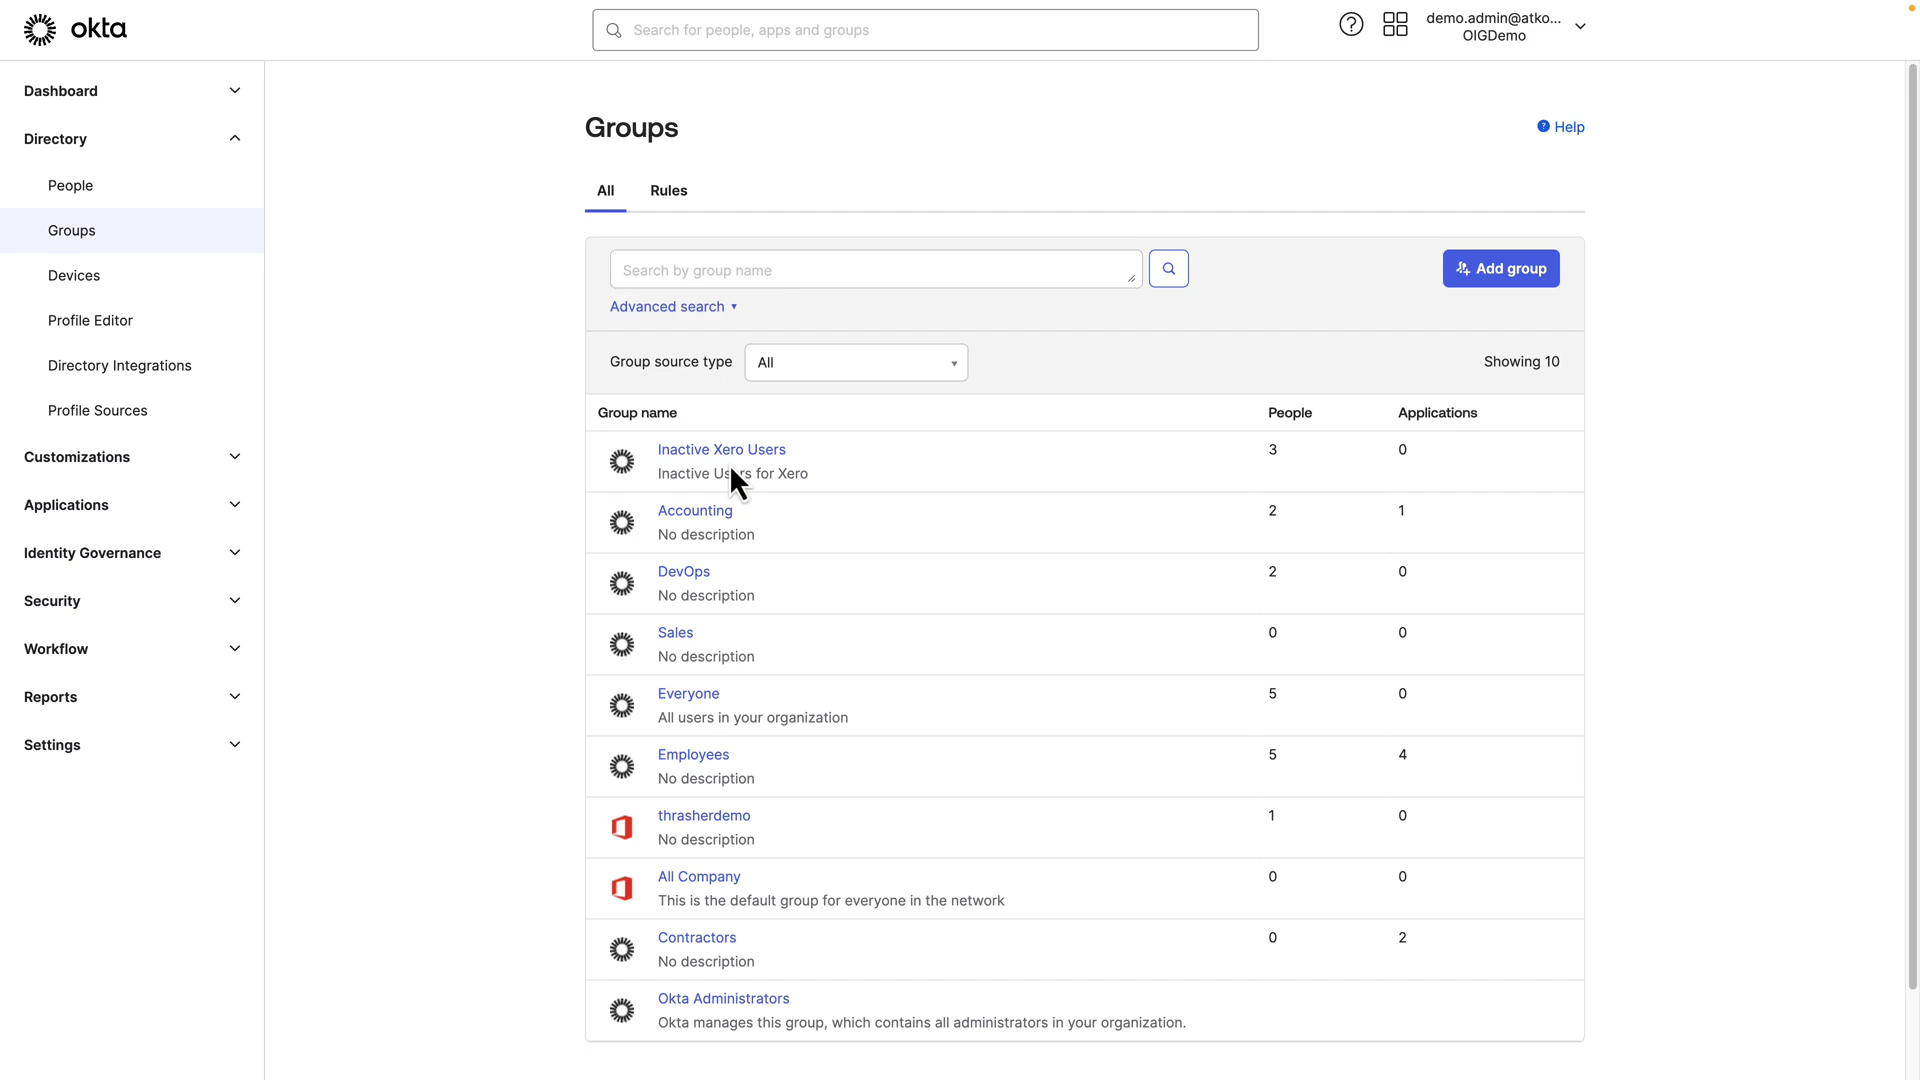 okta
Search for people, apps and groups
demo.admin@atko...
OIGDemo
Dashboard
Directory
People
Groups
Devices
Profile Editor
Directory Integrations
Profile Sources
Customizations
Applications
Identity Governance
Security
Workflow
Reports
Settings
Groups
Help
All
Rules
Search by group name
Add group
Advanced search
Group source type
All
Showing 10
Group name People Applications
Inactive Xero Users 3 0
Inactive Users for Xero
Accounting 2 1
No description
DevOps 2 0
No description
Sales 0 0
No description
Everyone 5 0
All users in your organization
Employees 5 4
No description
thrasherdemo 1 0
No description
All Company 0 0
This is the default group for everyone in the network
Contractors 0 2
No description
Okta Administrators
Okta manages this group, which contains all administrators in your organization.